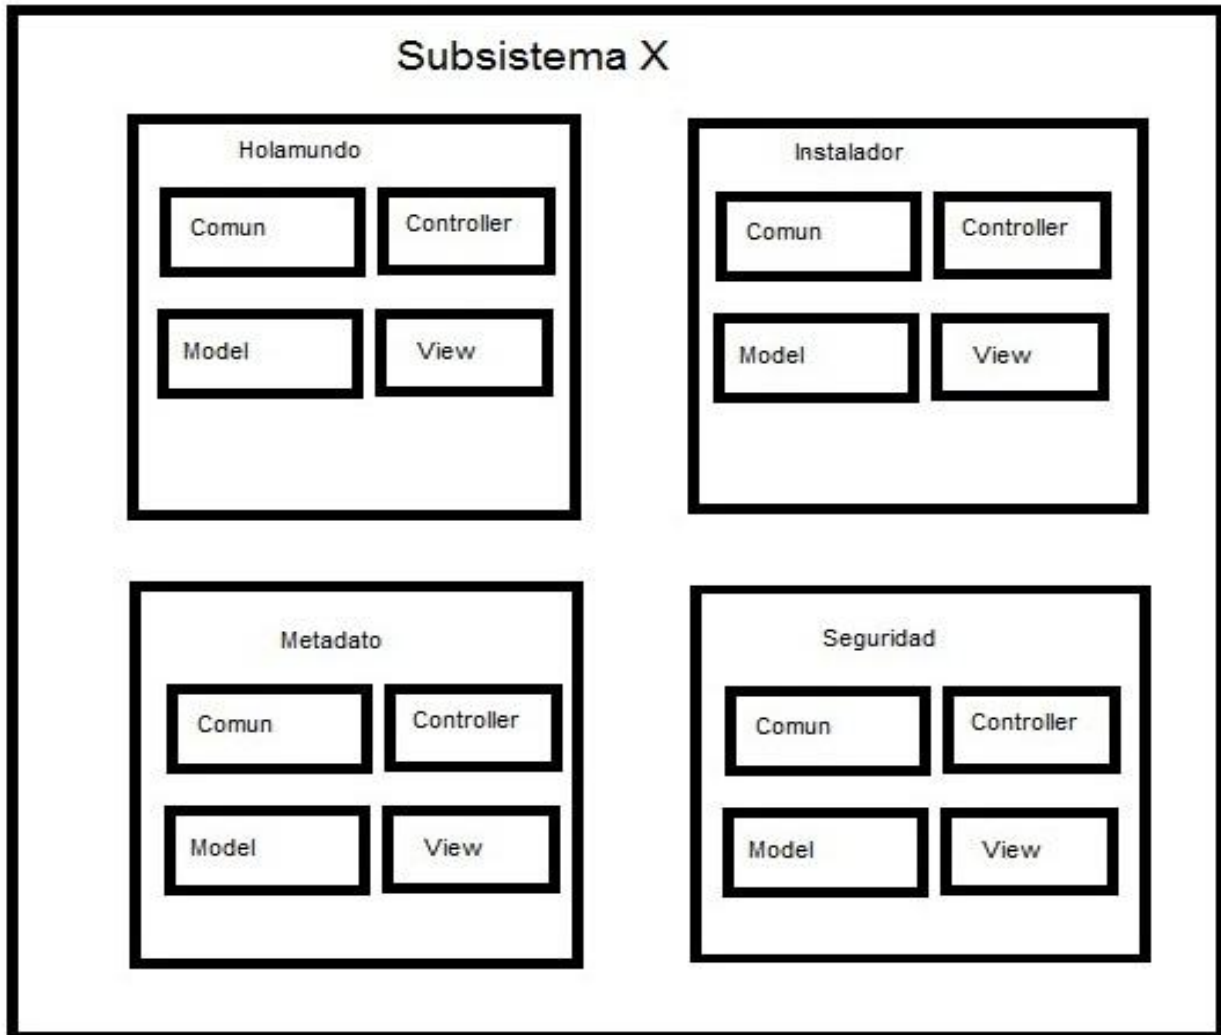 Subsistema X
Holamundo
Comun
Controller
Model
View
Instalador
Comun
Controller
Model
View
Metadato
Comun
Controller
Model
View
Seguridad
Comun
Controller
Model
View